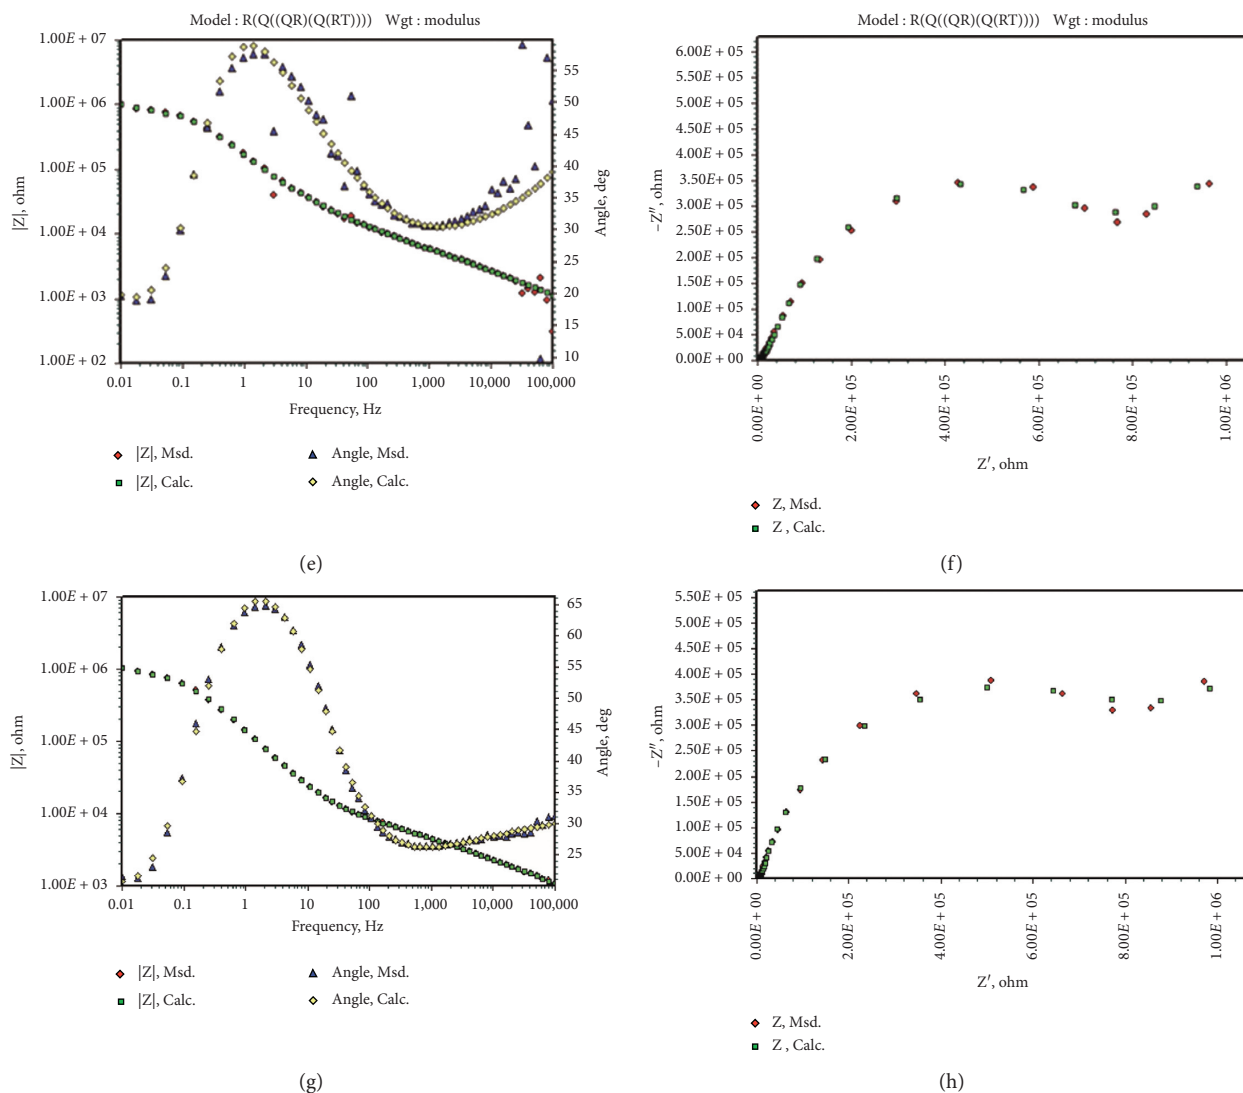 Model : R(Q((QR)(Q(RT)))) Wgt : modulus
1.00E + 07
1.00E + 06
1.00E + 05
1.00E + 04
1.00E + 03
1.00E + 02
|Z|, ohm
55
50
45
40
35
30
25
20
15
10
Angle, deg
0.01 0.1 1 10 100 1,000 10,000 100,000
Frequency, Hz
|Z|, Msd.
Angle, Msd.
|Z|, Calc.
Angle, Calc.
(e)
Model : R(Q((QR)(Q(RT)))) Wgt : modulus
6.00E + 05
5.50E + 05
5.00E + 05
4.50E + 05
4.00E + 05
3.50E + 05
3.00E + 05
2.50E + 05
2.00E + 05
1.50E + 05
1.00E + 05
5.00E + 04
0.00E + 00
−Z″, ohm
0.00E + 00
2.00E + 05
4.00E + 05
6.00E + 05
8.00E + 05
1.00E + 06
Z′, ohm
Z, Msd.
Z , Calc.
(f)
1.00E + 07
1.00E + 06
1.00E + 05
1.00E + 04
1.00E + 03
|Z|, ohm
65
60
55
50
45
40
35
30
25
Angle, deg
0.01 0.1 1 10 100 1,000 10,000 100,000
Frequency, Hz
|Z|, Msd.
Angle, Msd.
|Z|, Calc.
Angle, Calc.
(g)
5.50E + 05
5.00E + 05
4.50E + 05
4.00E + 05
3.50E + 05
3.00E + 05
2.50E + 05
2.00E + 05
1.50E + 05
1.00E + 05
5.00E + 04
0.00E + 00
−Z″, ohm
0.00E + 00
2.00E + 05
4.00E + 05
6.00E + 05
8.00E + 05
1.00E + 06
Z′, ohm
Z, Msd.
Z , Calc.
(h)